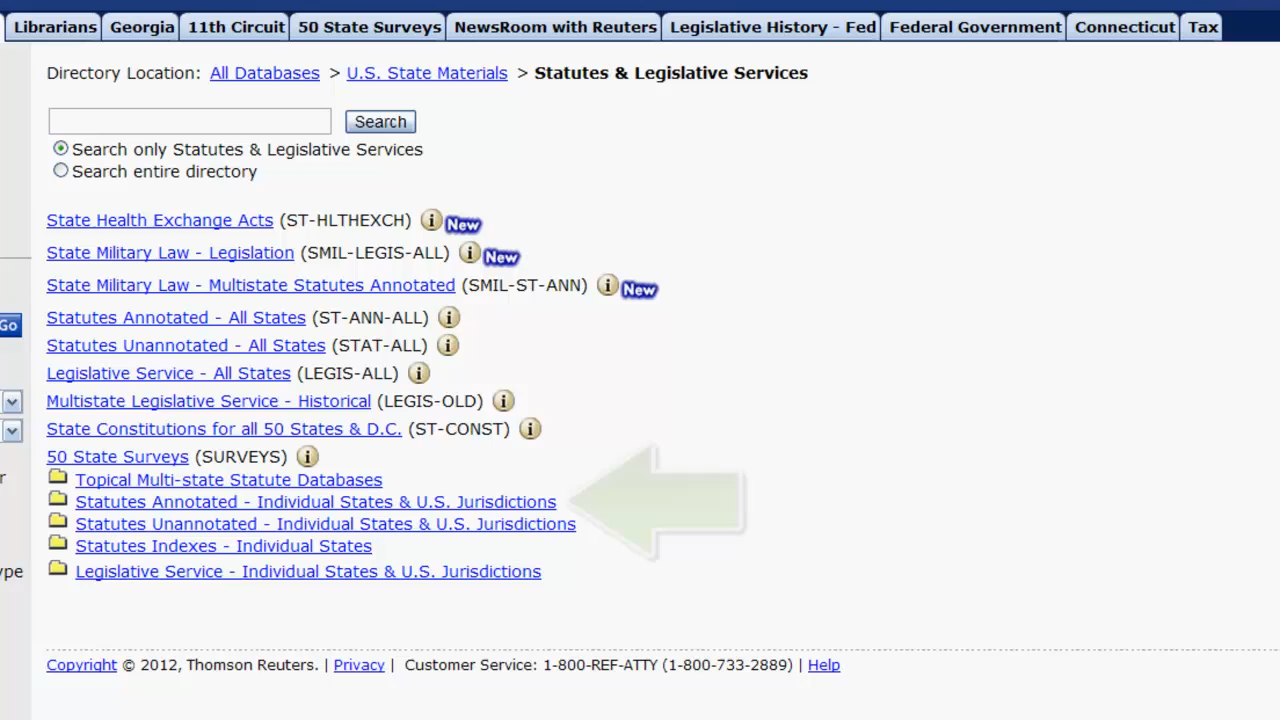 Librarians Georgia 11th Circuit 50 State Surveys NewsRoom with Reuters Legislative History - Fed Federal Government Connecticut Tax
Directory Location: All Databases > U.S. State Materials > Statutes & Legislative Services
Search
Search only Statutes & Legislative Services
Search entire directory
State Health Exchange Acts (ST-HLTHEXCH) i New
State Military Law - Legislation (SMIL-LEGIS-ALL) i New
State Military Law - Multistate Statutes Annotated (SMIL-ST-ANN) i New
Statutes Annotated - All States (ST-ANN-ALL) i
Go
Statutes Unannotated - All States (STAT-ALL) i
Legislative Service - All States (LEGIS-ALL) i
Multistate Legislative Service - Historical (LEGIS-OLD) i
State Constitutions for all 50 States & D.C. (ST-CONST) i
50 State Surveys (SURVEYS) i
r Topical Multi-state Statute Databases
Statutes Annotated - Individual States & U.S. Jurisdictions
Statutes Unannotated - Individual States & U.S. Jurisdictions
Statutes Indexes - Individual States
ype Legislative Service - Individual States & U.S. Jurisdictions
Copyright © 2012, Thomson Reuters. | Privacy | Customer Service: 1-800-REF-ATTY (1-800-733-2889) | Help